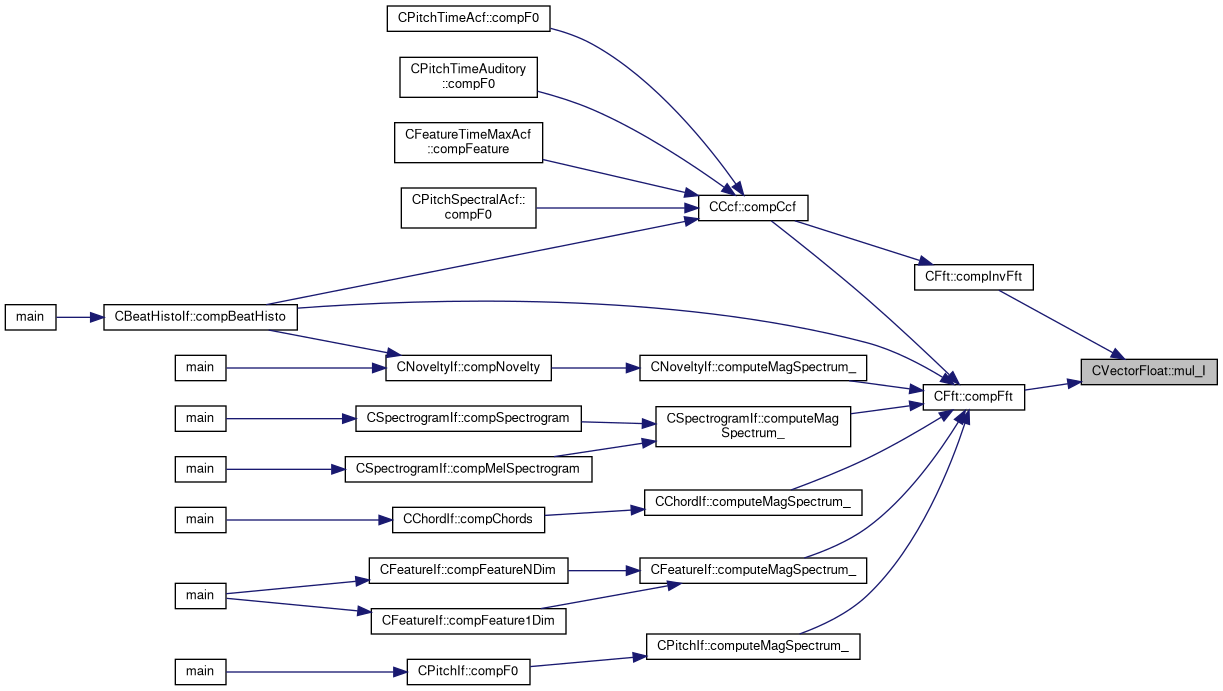 CPitchTimeAcf::compF0
CPitchTimeAuditory
::compF0
CFeatureTimeMaxAcf
::compFeature
CPitchSpectralAcf::
compF0
CCcf::compCcf
CFft::compInvFft
main
CBeatHistoIf::compBeatHisto
main
CNoveltyIf::compNovelty
CNoveltyIf::computeMagSpectrum_
CVectorFloat::mul_I
CFft::compFft
main
CSpectrogramIf::compSpectrogram
CSpectrogramIf::computeMag
Spectrum_
main
CSpectrogramIf::compMelSpectrogram
CChordIf::computeMagSpectrum_
main
CChordIf::compChords
CFeatureIf::compFeatureNDim
CFeatureIf::computeMagSpectrum_
main
CFeatureIf::compFeature1Dim
CPitchIf::computeMagSpectrum_
main
CPitchIf::compF0